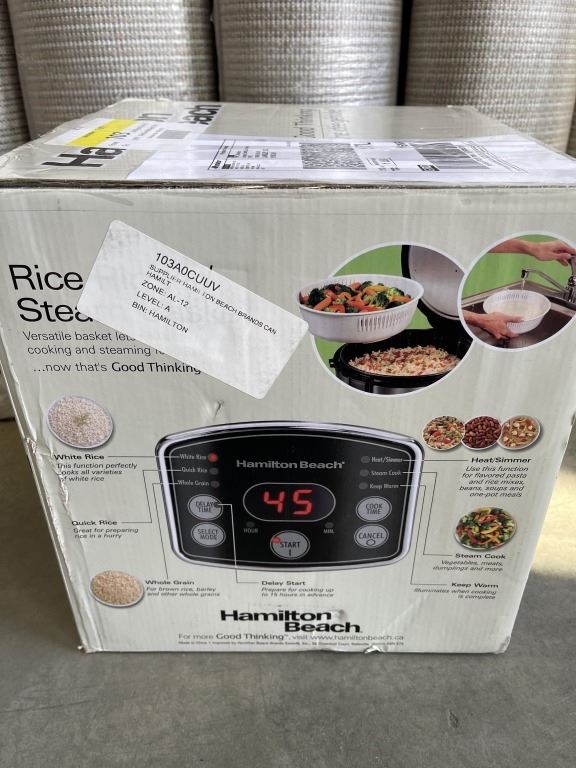 Ha n
each
Good Thinking
103A0CUUV
SUPPLIER HAMILTON BEACH BRANDS CAN
HAMILT
ZONE: AL-12
LEVEL: A
BIN: HAMILTON
Rice
Stea
Versatile basket lets
cooking and steaming
...now that's Good Thinking
White Rice
This function perfectly
cooks all varieties
of white rice
Quick Rice
Great for preparing
rice in a hurry
Whole Grain
For brown rice, barley
and other whole grains
White Rice
Quick Rice
Whole Grain
DELAY
TIME
SELECT
MODE
Hamilton Beach
45
HOUR
MIN.
START
Heat/Simmer
Steam Cook
Keep Warm
COOK
TIME
CANCEL
Delay Start
Prepare for cooking up
to 15 hours in advance
Heat/Simmer
Use this function
for flavored pasta
and rice mixes,
beans, soups and
one-pot meals
Steam Cook
Vegetables, meats,
dumplings and more
Keep Warm
Illuminates when cooking
is complete
Hamilton
Beach
For more Good Thinking™, visit www.hamiltonbeach.ca